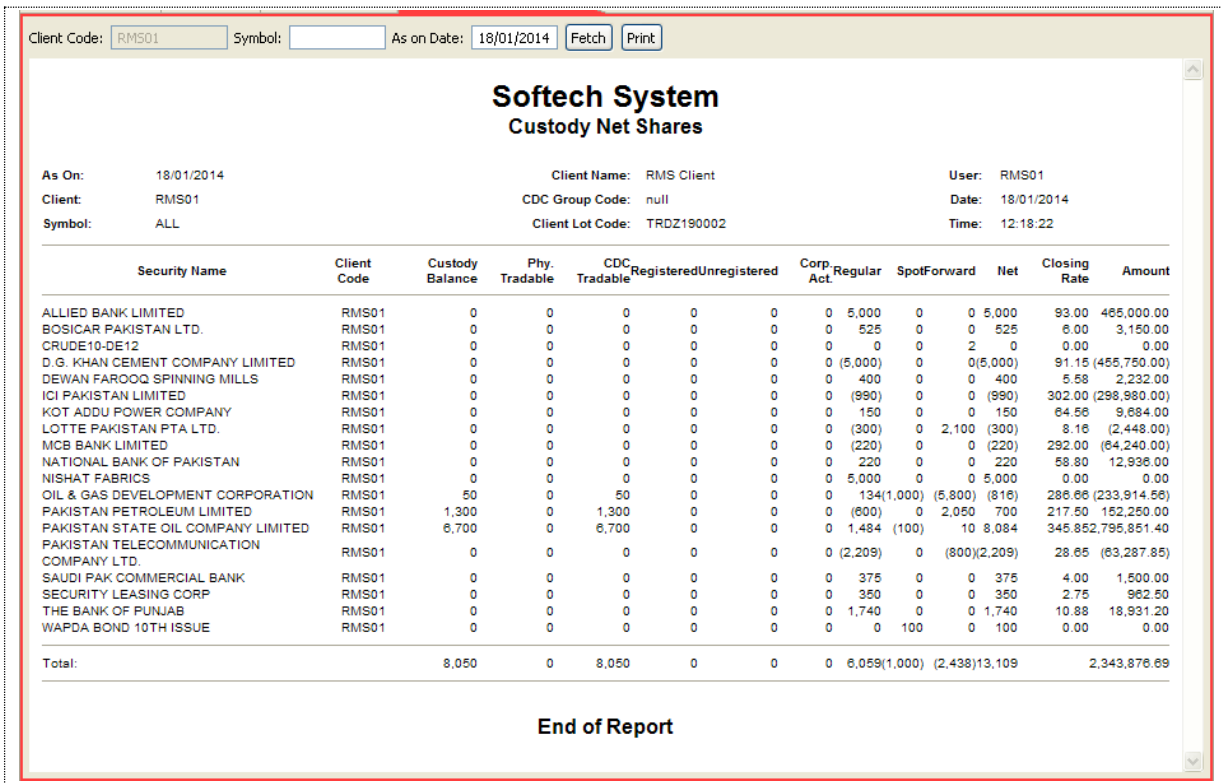 Client Code: RMS01 Symbol: As on Date: 18/01/2014 Fetch Print
Softech System
Custody Net Shares
As On: 18/01/2014 Client Name: RMS Client User: RMS01
Client: RMS01 CDC Group Code: null Date: 18/01/2014
Symbol: ALL Client Lot Code: TRDZ190002 Time: 12:18:22
Security Name Client Code Custody Balance Phy. Tradable CDC Tradable Registered Unregistered Corp. Act. Regular Spot Forward Net Closing Rate Amount
ALLIED BANK LIMITED RMS01 0 0 0 0 0 0 5,000 0 0 5,000 93.00 465,000.00
BOSICAR PAKISTAN LTD. RMS01 0 0 0 0 0 0 525 0 0 525 6.00 3,150.00
CRUDE10-DE12 RMS01 0 0 0 0 0 0 0 0 2 0 0.00 0.00
D.G. KHAN CEMENT COMPANY LIMITED RMS01 0 0 0 0 0 0 (5,000) 0 0 (5,000) 91.15 (455,750.00)
DEWAN FAROOQ SPINNING MILLS RMS01 0 0 0 0 0 0 400 0 0 400 5.58 2,232.00
ICI PAKISTAN LIMITED RMS01 0 0 0 0 0 0 (990) 0 0 (990) 302.00 (298,980.00)
KOT ADDU POWER COMPANY RMS01 0 0 0 0 0 0 150 0 0 150 64.56 9,684.00
LOTTE PAKISTAN PTA LTD. RMS01 0 0 0 0 0 0 (300) 0 2,100 (300) 8.16 (2,448.00)
MCB BANK LIMITED RMS01 0 0 0 0 0 0 (220) 0 0 (220) 292.00 (64,240.00)
NATIONAL BANK OF PAKISTAN RMS01 0 0 0 0 0 0 220 0 0 220 58.80 12,936.00
NISHAT FABRICS RMS01 0 0 0 0 0 0 5,000 0 0 5,000 0.00 0.00
OIL & GAS DEVELOPMENT CORPORATION RMS01 50 0 50 0 0 0 134 (1,000) (5,800) (816) 286.66 (233,914.56)
PAKISTAN PETROLEUM LIMITED RMS01 1,300 0 1,300 0 0 0 (600) 0 2,050 700 217.50 152,250.00
PAKISTAN STATE OIL COMPANY LIMITED RMS01 6,700 0 6,700 0 0 0 1,484 (100) 10 8,084 345.85 2,795,851.40
PAKISTAN TELECOMMUNICATION
COMPANY LTD. RMS01 0 0 0 0 0 0 (2,209) 0 (800) (2,209) 28.65 (63,287.85)
SAUDI PAK COMMERCIAL BANK RMS01 0 0 0 0 0 0 375 0 0 375 4.00 1,500.00
SECURITY LEASING CORP RMS01 0 0 0 0 0 0 350 0 0 350 2.75 962.50
THE BANK OF PUNJAB RMS01 0 0 0 0 0 0 1,740 0 0 1,740 10.88 18,931.20
WAPDA BOND 10TH ISSUE RMS01 0 0 0 0 0 0 0 100 0 100 0.00 0.00
Total: 8,050 0 8,050 0 0 0 6,059 (1,000) (2,438) 13,109 2,343,876.69
End of Report